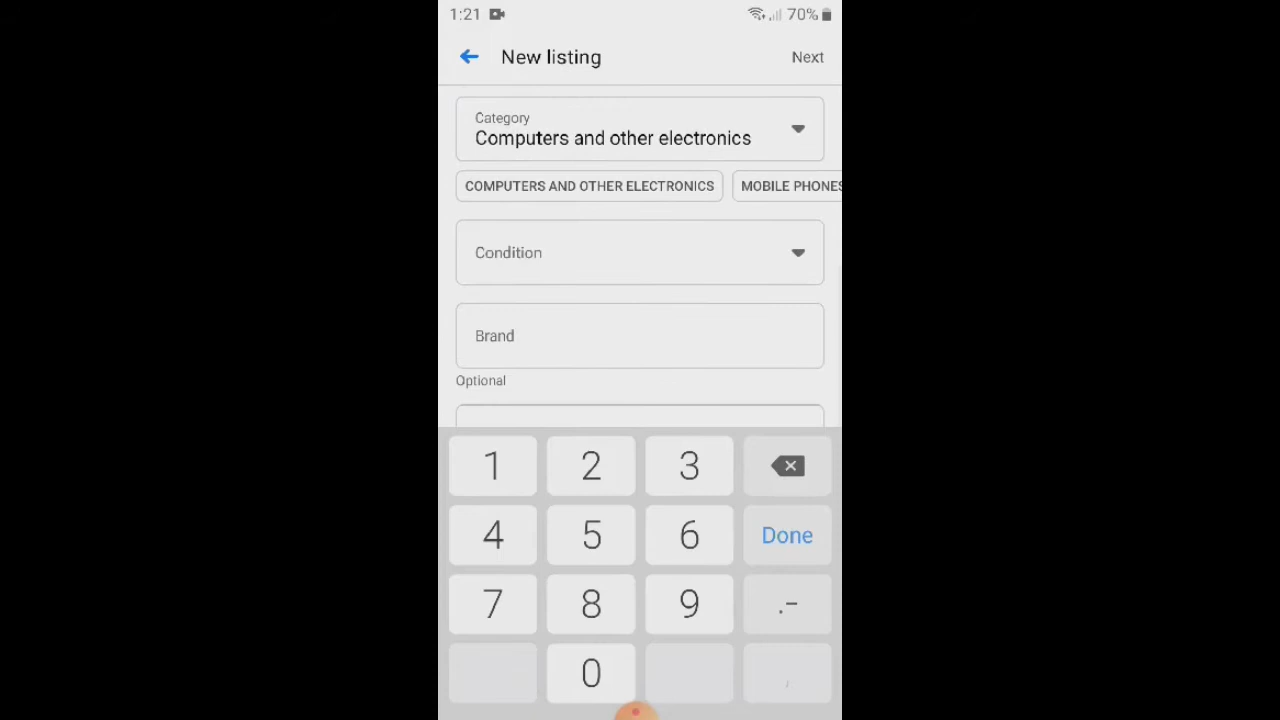 1:21 70%
New listing Next
Category
Computers and other electronics
COMPUTERS AND OTHER ELECTRONICS MOBILE PHONES
Condition
Brand
Optional
1 2 3
4 5 6 Done
7 8 9 .-
0 ,